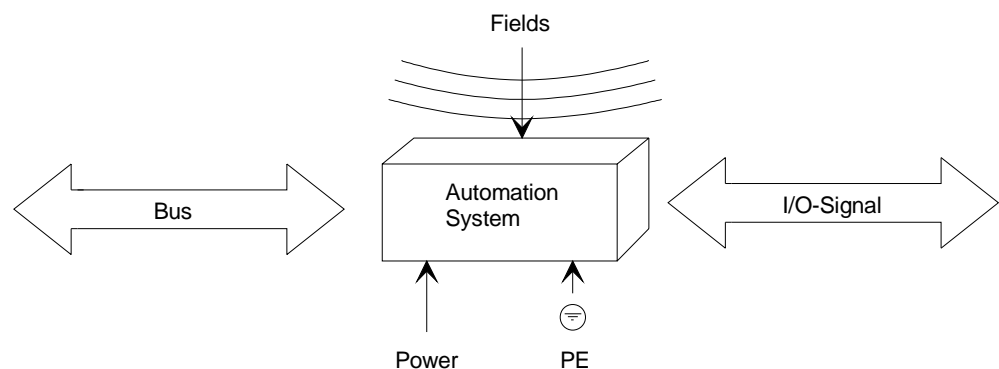 Fields
Automation
System
Bus
I/O-Signal
Power
PE